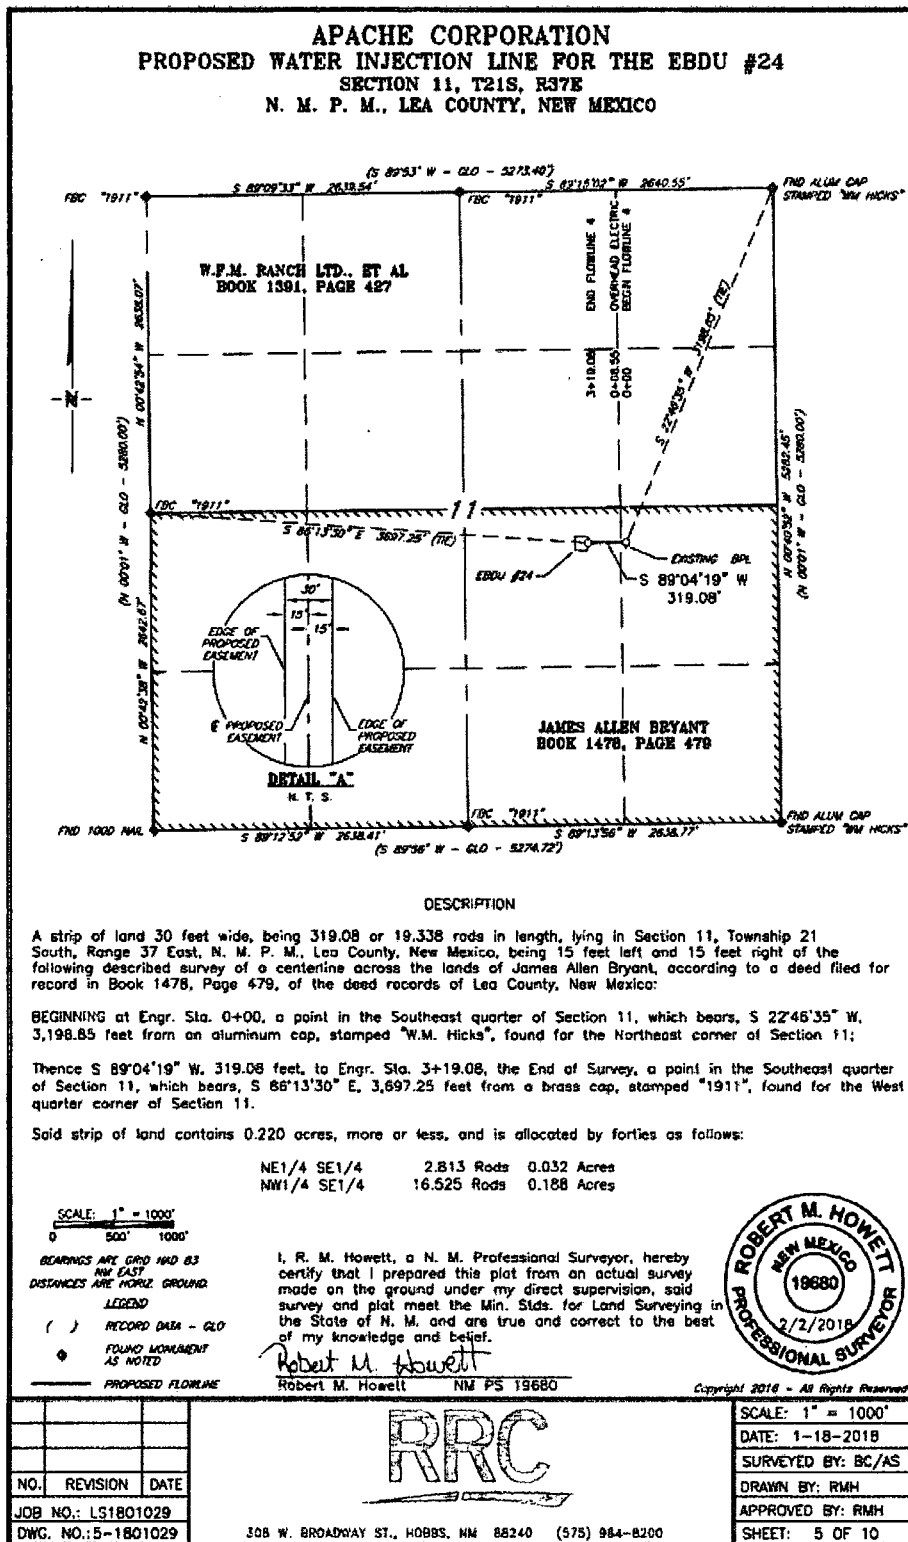 APACHE CORPORATION
PROPOSED WATER INJECTION LINE FOR THE EBDU #24
SECTION 11, T21S, R37E
N. M. P. M., LEA COUNTY, NEW MEXICO
(S 89°53' W - GLO - 5273.40')
S 89°09'33" W 2639.54'
S 89°15'02" W 2640.55'
FBC "1911"
FBC "1911"
FND ALUM CAP
STAMPED "WM HICKS"
W.F.M. RANCH LTD., ET AL
BOOK 1391, PAGE 427
3+19.08 END FLOWLINE 4
0+08.55 OVERHEAD ELECTRIC
0+00 BEGIN FLOWLINE 4
S 22°46'35" W 3198.85' (TIE)
N 00°42'54" W 2638.07'
N
(N 00°01' W - GLO - 5280.00')
N 00°40'32" W 5282.45'
(N 00°01' W - GLO - 5280.00')
FBC "1911"
11
S 86°13'30" E 3697.25' (TIE)
EBDU #24
EXISTING BPL
S 89°04'19" W
319.08'
N 00°42'38" W 2642.67'
30'
15'
15'
EDGE OF
PROPOSED
EASEMENT
℄ PROPOSED
EASEMENT
EDGE OF
PROPOSED
EASEMENT
DETAIL "A"
N. T. S.
JAMES ALLEN BRYANT
BOOK 1478, PAGE 479
FND 100D NAIL
FBC "1911"
FND ALUM CAP
STAMPED "WM HICKS"
S 89°12'52" W 2638.41'
S 89°13'56" W 2638.77'
(S 89°56' W - GLO - 5274.72')
DESCRIPTION
A strip of land 30 feet wide, being 319.08 or 19.338 rods in length, lying in Section 11, Township 21
South, Range 37 East, N. M. P. M., Lea County, New Mexico, being 15 feet left and 15 feet right of the
following described survey of a centerline across the lands of James Allen Bryant, according to a deed filed for
record in Book 1478, Page 479, of the deed records of Lea County, New Mexico:
BEGINNING at Engr. Sta. 0+00, a point in the Southeast quarter of Section 11, which bears, S 22°46'35" W,
3,198.85 feet from an aluminum cap, stamped "W.M. Hicks", found for the Northeast corner of Section 11;
Thence S 89°04'19" W, 319.08 feet, to Engr. Sta. 3+19.08, the End of Survey, a point in the Southeast quarter
of Section 11, which bears, S 86°13'30" E, 3,697.25 feet from a brass cap, stamped "1911", found for the West
quarter corner of Section 11.
Said strip of land contains 0.220 acres, more or less, and is allocated by forties as follows:
NE1/4 SE1/4 2.813 Rods 0.032 Acres
NW1/4 SE1/4 16.525 Rods 0.188 Acres
SCALE: 1" = 1000'
0 500' 1000'
BEARINGS ARE GRID NAD 83
NM EAST
DISTANCES ARE HORIZ. GROUND.
LEGEND
( ) RECORD DATA - GLO
FOUND MONUMENT
AS NOTED
PROPOSED FLOWLINE
I, R. M. Howett, a N. M. Professional Surveyor, hereby
certify that I prepared this plat from an actual survey
made on the ground under my direct supervision, said
survey and plat meet the Min. Stds. for Land Surveying in
the State of N. M. and are true and correct to the best
of my knowledge and belief.
Robert M. Howett
Robert M. Howett NM PS 19680
ROBERT M. HOWETT
NEW MEXICO
19680
2/2/2018
PROFESSIONAL SURVEYOR
Copyright 2016 - All Rights Reserved
NO. REVISION DATE
JOB NO.: LS1801029
DWG. NO.: 5-1801029
RRC
308 W. BROADWAY ST., HOBBS, NM 88240 (575) 964-8200
SCALE: 1" = 1000'
DATE: 1-18-2018
SURVEYED BY: BC/AS
DRAWN BY: RMH
APPROVED BY: RMH
SHEET: 5 OF 10